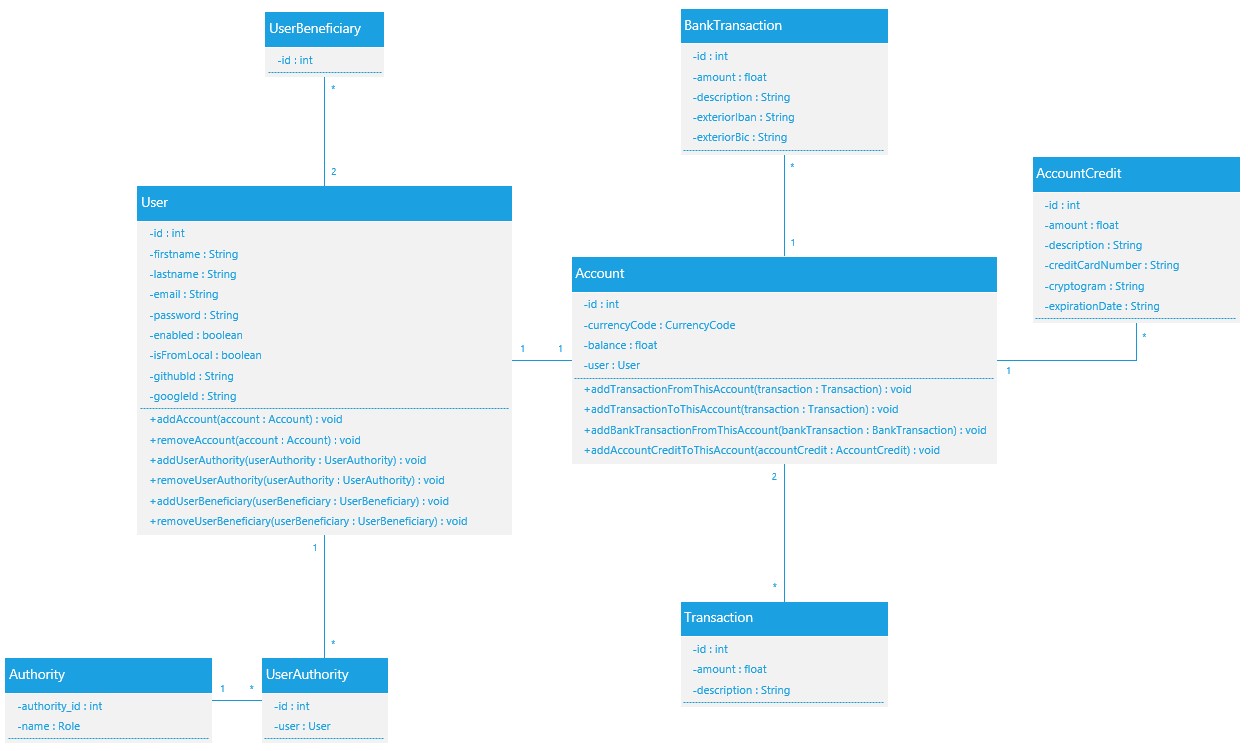 UserBeneficiary
-id : int
*
2
User
-id : int
-firstname : String
-lastname : String
-email : String
-password : String
-enabled : boolean
-isFromLocal : boolean
-githubId : String
-googleId : String
+addAccount(account : Account) : void
+removeAccount(account : Account) : void
+addUserAuthority(userAuthority : UserAuthority) : void
+removeUserAuthority(userAuthority : UserAuthority) : void
+addUserBeneficiary(userBeneficiary : UserBeneficiary) : void
+removeUserBeneficiary(userBeneficiary : UserBeneficiary) : void
1
*
Authority
-authority_id : int
-name : Role
1
*
UserAuthority
-id : int
-user : User
1
1
BankTransaction
-id : int
-amount : float
-description : String
-exteriorIban : String
-exteriorBic : String
*
1
Account
-id : int
-currencyCode : CurrencyCode
-balance : float
-user : User
+addTransactionFromThisAccount(transaction : Transaction) : void
+addTransactionToThisAccount(transaction : Transaction) : void
+addBankTransactionFromThisAccount(bankTransaction : BankTransaction) : void
+addAccountCreditToThisAccount(accountCredit : AccountCredit) : void
2
*
Transaction
-id : int
-amount : float
-description : String
AccountCredit
-id : int
-amount : float
-description : String
-creditCardNumber : String
-cryptogram : String
-expirationDate : String
*
1